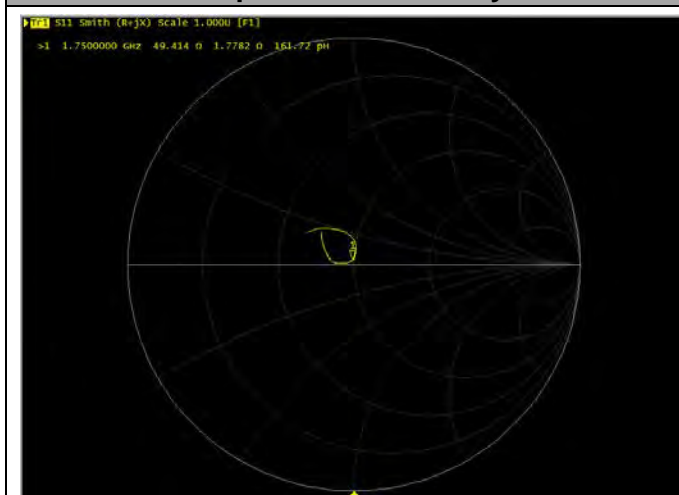 Tr1 S11 Smith (R+jX) Scale 1.000U [F1]
>1 1.7500000 GHz 49.414 Ω 1.7782 Ω 161.72 pH